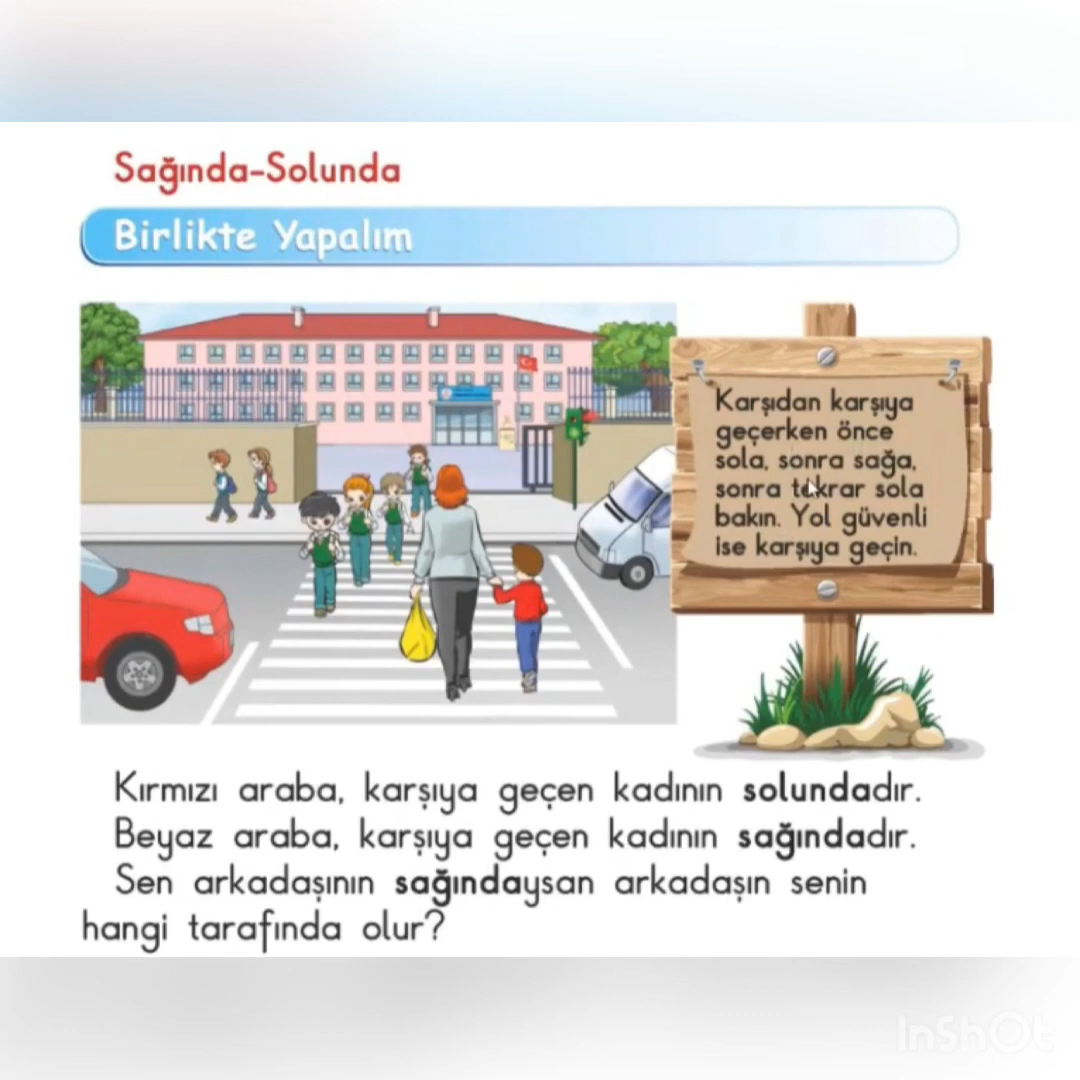 Sağında-Solunda
Birlikte Yapalım
Karşıdan karşıya
geçerken önce
sola, sonra sağa,
sonra tekrar sola
bakın. Yol güvenli
ise karşıya geçin.
Kırmızı araba, karşıya geçen kadının solundadır.
Beyaz araba, karşıya geçen kadının sağındadır.
Sen arkadaşının sağındaysan arkadaşın senin
hangi tarafında olur?
InShOt